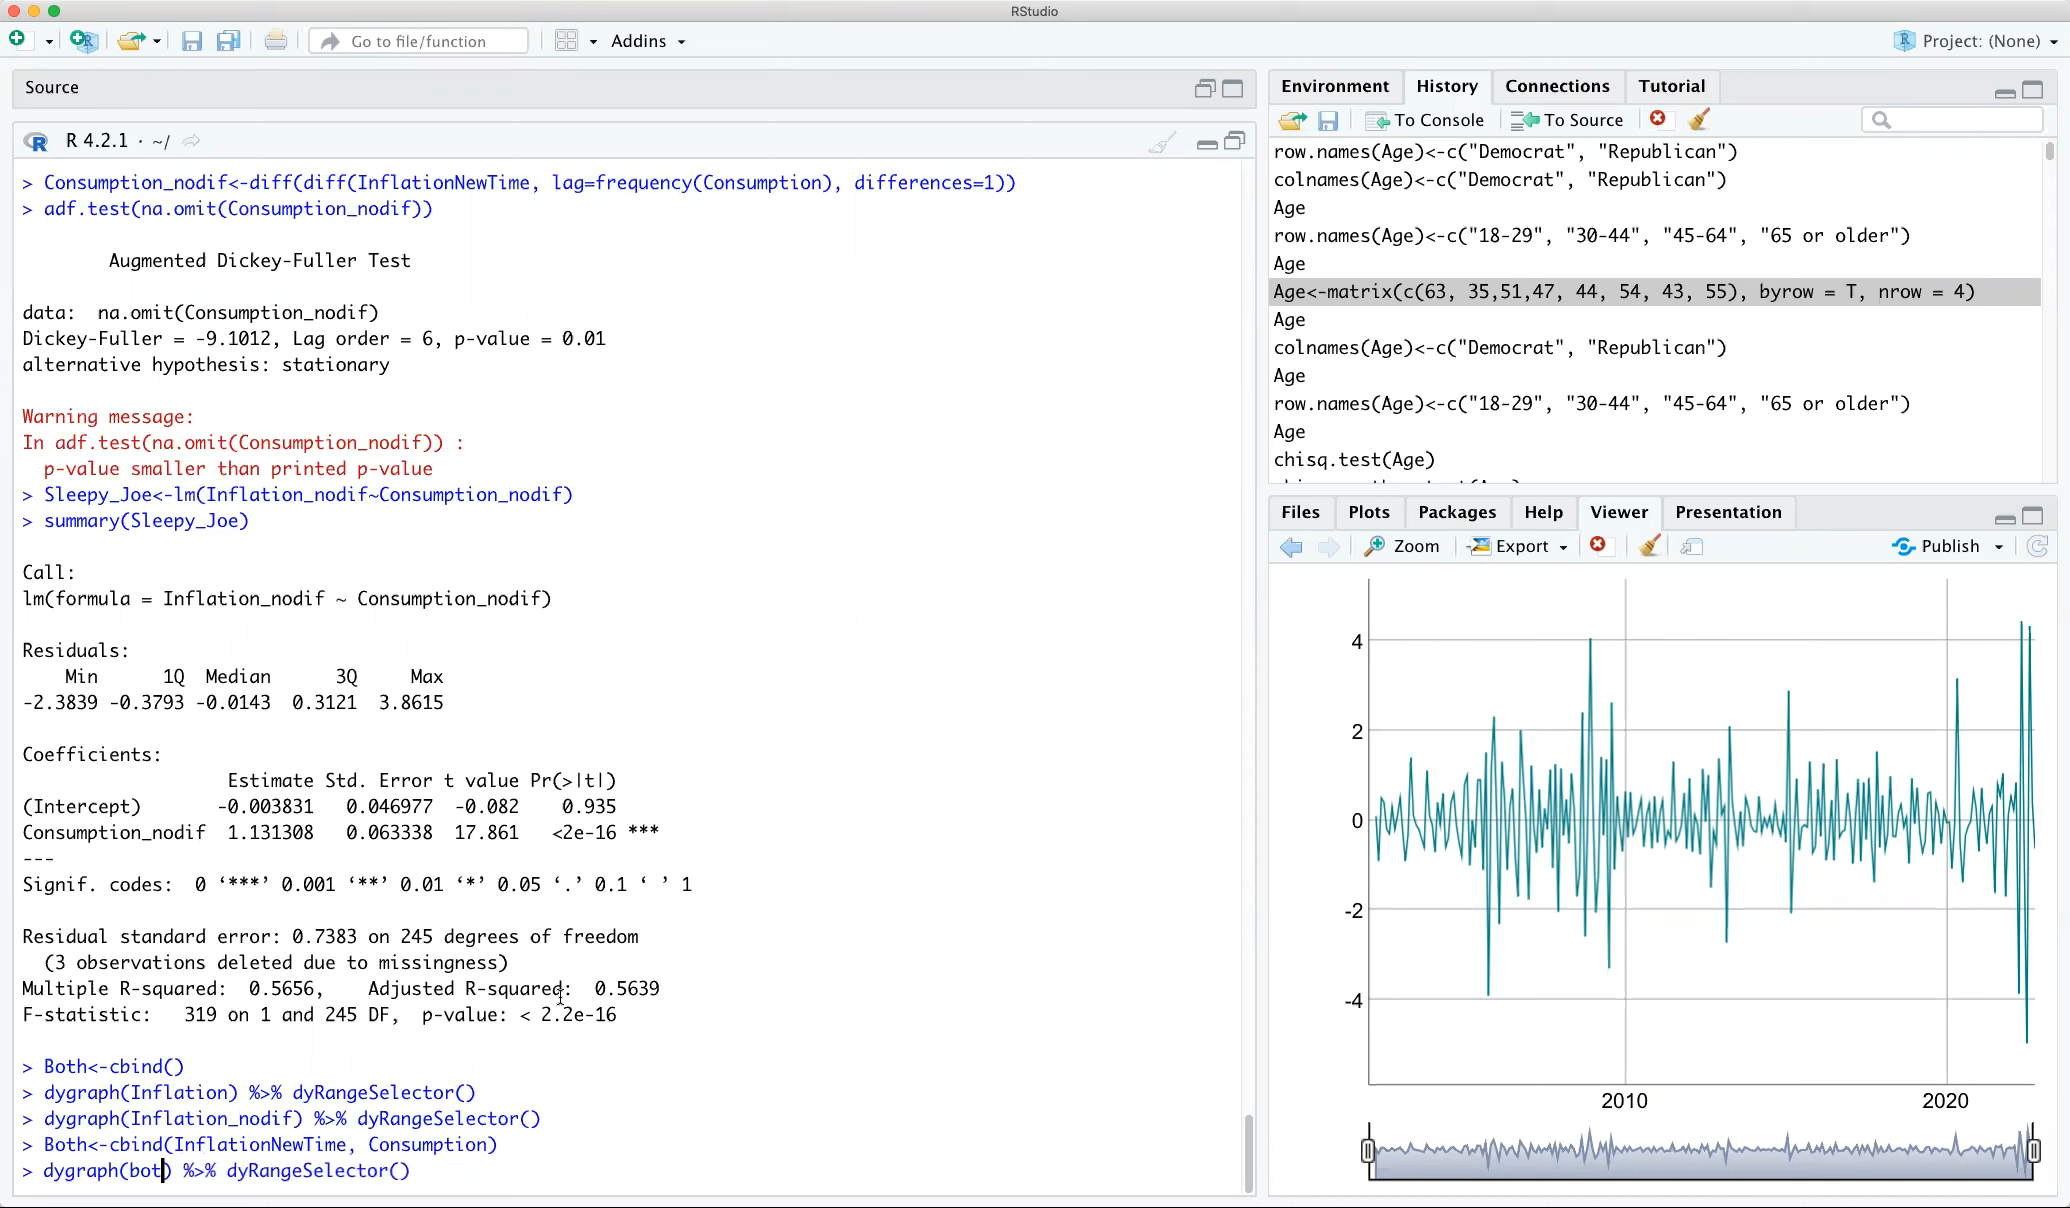 RStudio
Go to file/function
Addins
Project: (None)
Source
R 4.2.1 · ~/
> Consumption_nodif<-diff(diff(InflationNewTime, lag=frequency(Consumption), differences=1))
> adf.test(na.omit(Consumption_nodif))
Augmented Dickey-Fuller Test
data:  na.omit(Consumption_nodif)
Dickey-Fuller = -9.1012, Lag order = 6, p-value = 0.01
alternative hypothesis: stationary
Warning message:
In adf.test(na.omit(Consumption_nodif)) :
  p-value smaller than printed p-value
> Sleepy_Joe<-lm(Inflation_nodif~Consumption_nodif)
> summary(Sleepy_Joe)
Call:
lm(formula = Inflation_nodif ~ Consumption_nodif)
Residuals:
    Min      1Q  Median      3Q     Max
-2.3839 -0.3793 -0.0143  0.3121  3.8615
Coefficients:
                   Estimate Std. Error t value Pr(>|t|)
(Intercept)       -0.003831   0.046977  -0.082    0.935
Consumption_nodif  1.131308   0.063338  17.861   <2e-16 ***
---
Signif. codes:  0 ‘***’ 0.001 ‘**’ 0.01 ‘*’ 0.05 ‘.’ 0.1 ‘ ’ 1
Residual standard error: 0.7383 on 245 degrees of freedom
  (3 observations deleted due to missingness)
Multiple R-squared:  0.5656,    Adjusted R-squared:  0.5639
F-statistic:   319 on 1 and 245 DF,  p-value: < 2.2e-16
> Both<-cbind()
> dygraph(Inflation) %>% dyRangeSelector()
> dygraph(Inflation_nodif) %>% dyRangeSelector()
> Both<-cbind(InflationNewTime, Consumption)
> dygraph(bot) %>% dyRangeSelector()
Environment History Connections Tutorial
To Console To Source
row.names(Age)<-c("Democrat", "Republican")
colnames(Age)<-c("Democrat", "Republican")
Age
row.names(Age)<-c("18-29", "30-44", "45-64", "65 or older")
Age
Age<-matrix(c(63, 35,51,47, 44, 54, 43, 55), byrow = T, nrow = 4)
Age
colnames(Age)<-c("Democrat", "Republican")
Age
row.names(Age)<-c("18-29", "30-44", "45-64", "65 or older")
Age
chisq.test(Age)
Files Plots Packages Help Viewer Presentation
Zoom Export Publish
4
2
0
-2
-4
2010 2020